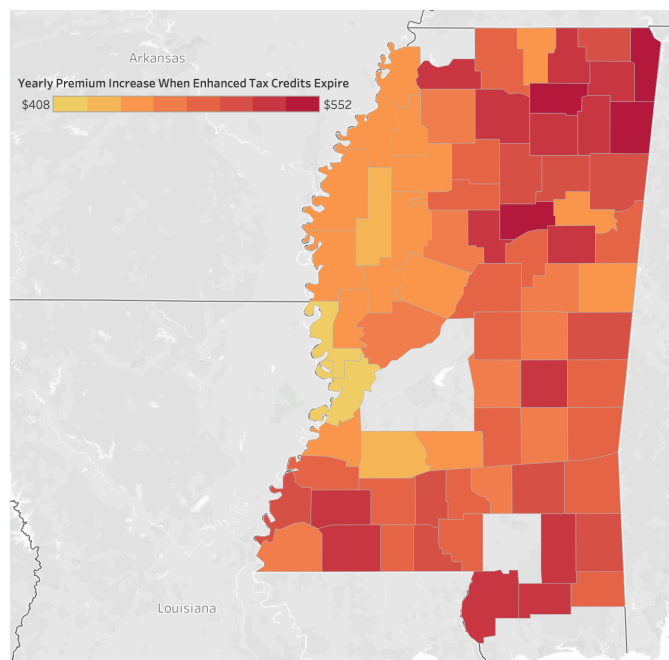 Arkansas
Yearly Premium Increase When Enhanced Tax Credits Expire
$408 $552
Louisiana